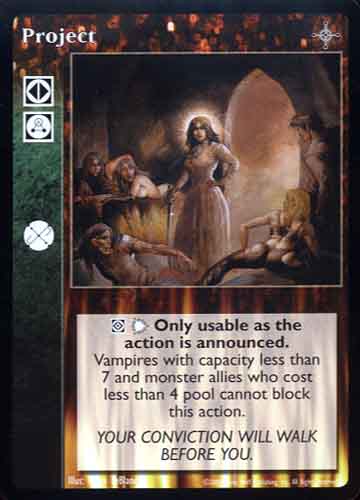 Project
Only usable as the
action is announced.
Vampires with capacity less than
7 and monster allies who cost
less than 4 pool cannot block
this action.
YOUR CONVICTION WILL WALK
BEFORE YOU.
Illus: